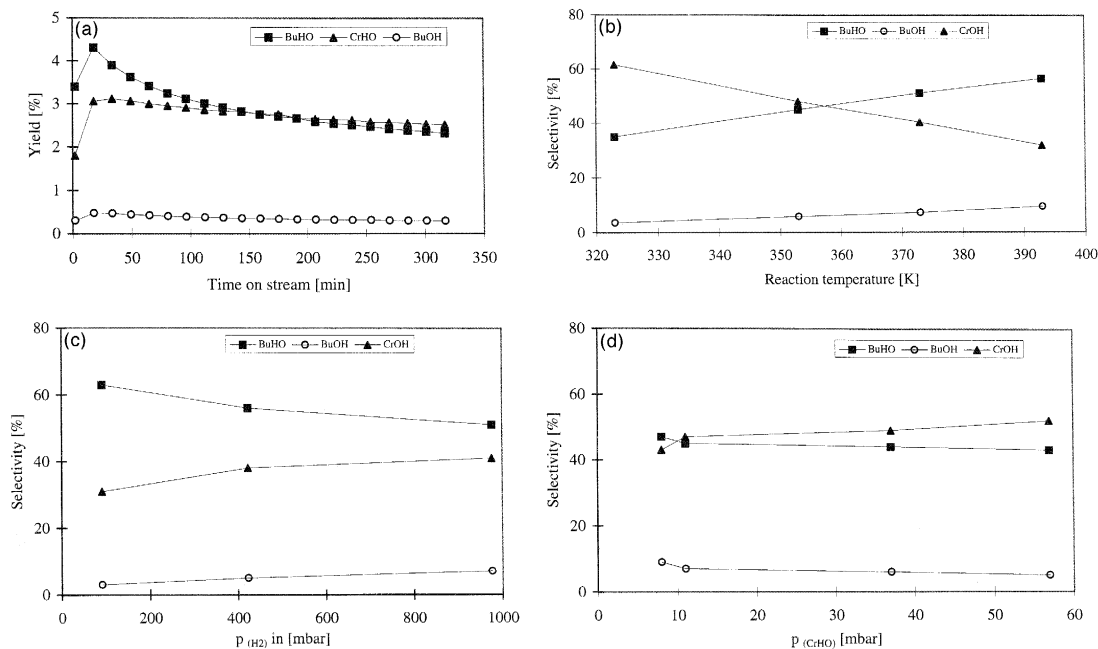 (a)
BuHO CrHO BuOH
5
4
3
2
1
0
Yield [%]
0 50 100 150 200 250 300 350
Time on stream [min]
(b)
BuHO BuOH CrOH
80
60
40
20
0
Selectivity [%]
320 330 340 350 360 370 380 390 400
Reaction temperature [K]
(c)
BuHO BuOH CrOH
80
60
40
20
0
Selectivity [%]
0 200 400 600 800 1000
p (H2) in [mbar]
(d)
BuHO BuOH CrOH
80
60
40
20
0
Selectivity [%]
0 10 20 30 40 50 60
p (CrHO) [mbar]